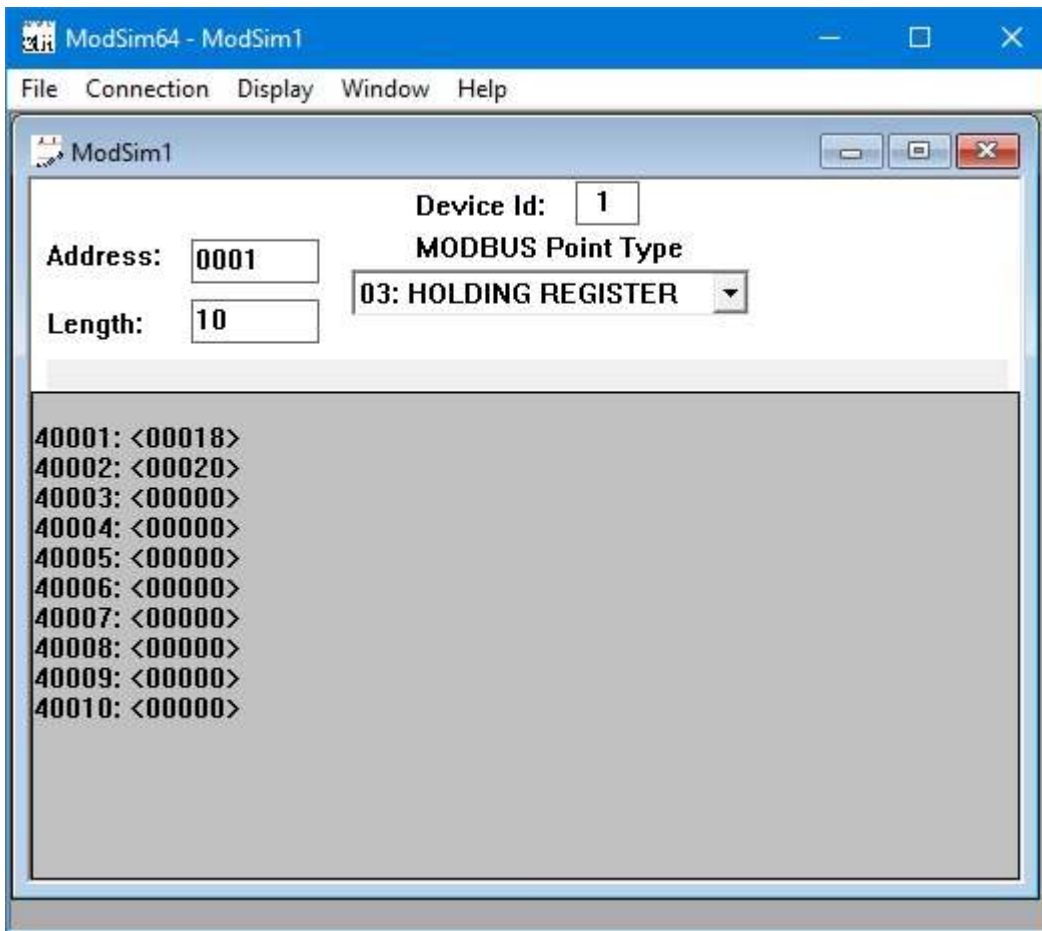 ModSim64 - ModSim1
File Connection Display Window Help
ModSim1
Device Id: 1
Address: 0001
MODBUS Point Type
03: HOLDING REGISTER
Length: 10
40001: <00018>
40002: <00020>
40003: <00000>
40004: <00000>
40005: <00000>
40006: <00000>
40007: <00000>
40008: <00000>
40009: <00000>
40010: <00000>